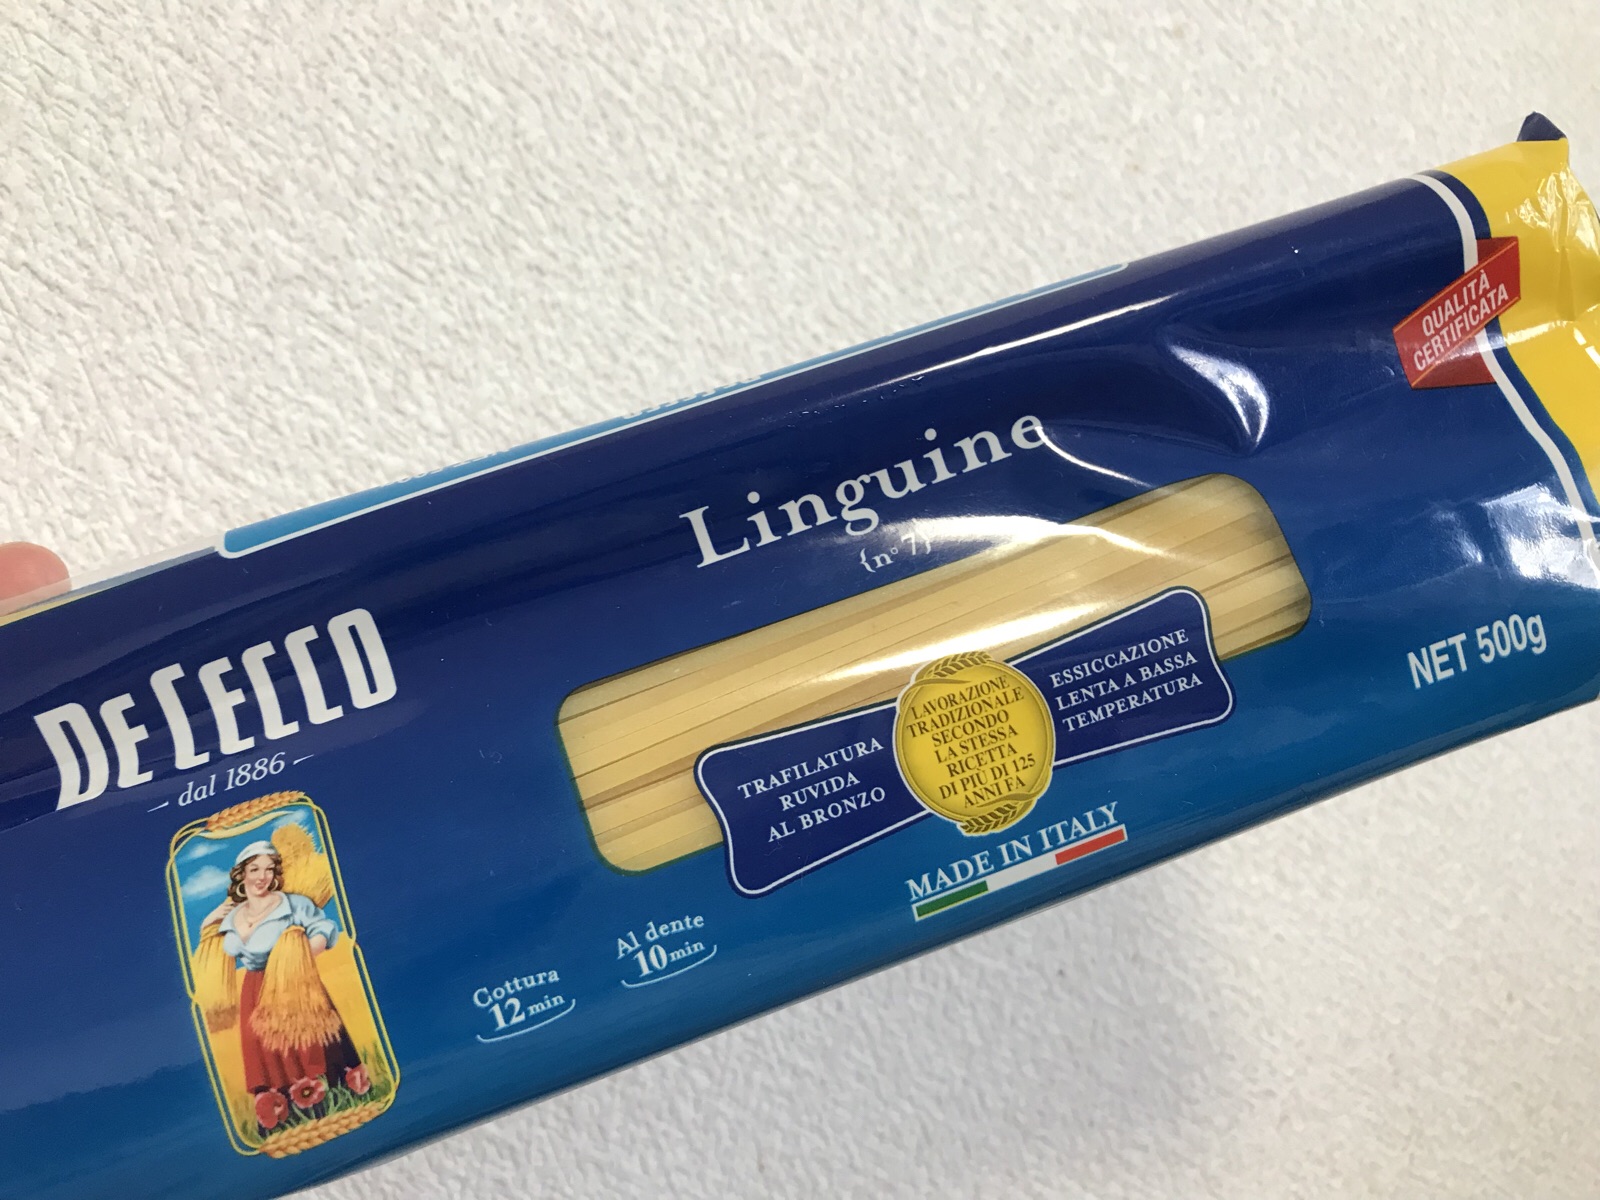 QUALITÀ
CERTIFICATA
Linguine
{n° 7}
DE CECCO
dal 1886
NET 500g
TRAFILATURA
RUVIDA
AL BRONZO
LAVORAZIONE
TRADIZIONALE
SECONDO
LA STESSA
RICETTA
DI PIÙ DI 125
ANNI FA
ESSICCAZIONE
LENTA A BASSA
TEMPERATURA
MADE IN ITALY
Al dente
10 min
Cottura
12 min